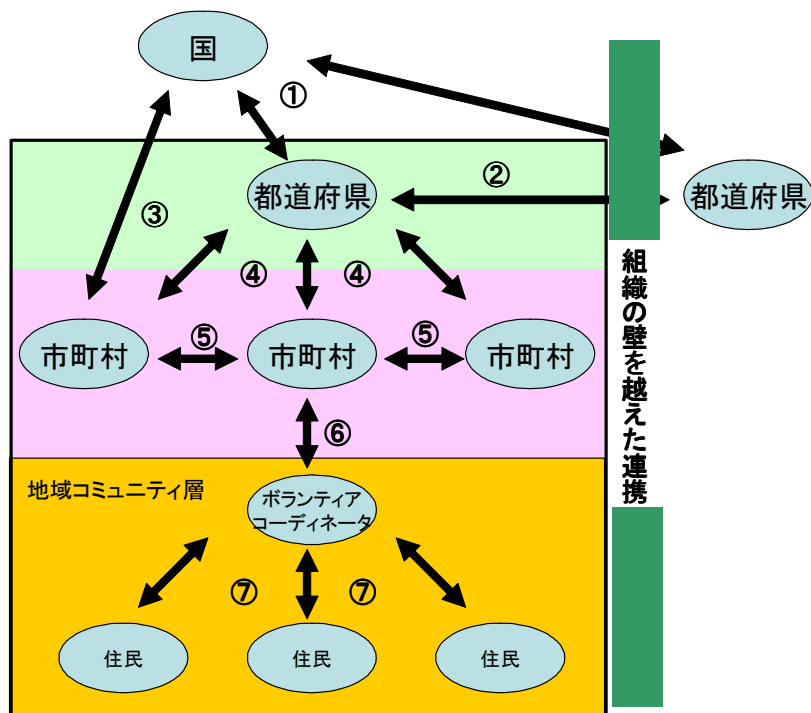 国
①
②
都道府県
都道府県
③
④
④
市町村
⑤
市町村
⑤
市町村
⑥
地域コミュニティ層
ボランティア
コーディネータ
⑦
⑦
住民
住民
住民
組織の壁を越えた連携